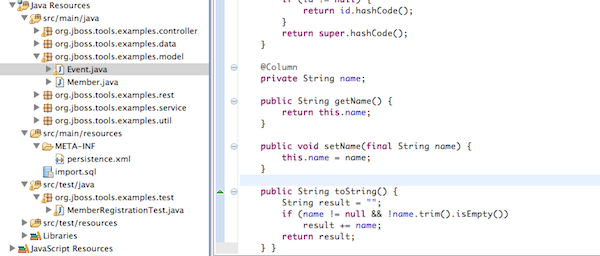 Java Resources
src/main/java
org.jboss.tools.examples.controller
org.jboss.tools.examples.data
org.jboss.tools.examples.model
Event.java
Member.java
org.jboss.tools.examples.rest
org.jboss.tools.examples.service
org.jboss.tools.examples.util
src/main/resources
META-INF
persistence.xml
import.sql
src/test/java
org.jboss.tools.examples.test
MemberRegistrationTest.java
src/test/resources
Libraries
JavaScript Resources
return id.hashCode();
}
return super.hashCode();
}
@Column
private String name;
public String getName() {
return this.name;
}
public void setName(final String name) {
this.name = name;
}
public String toString() {
String result = "";
if (name != null && !name.trim().isEmpty())
result += name;
return result;
} }